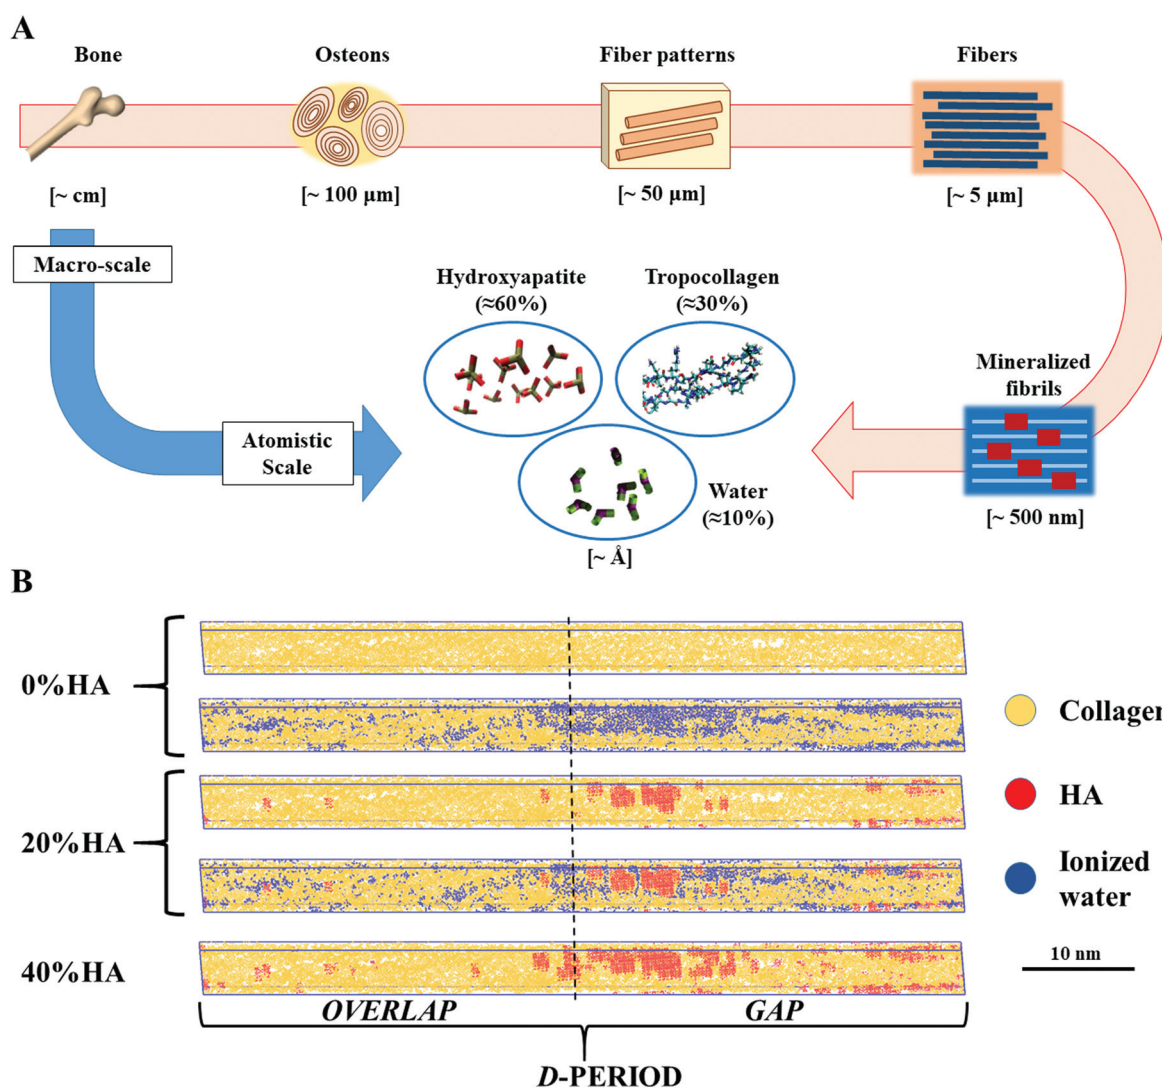 A
Bone
Osteons
Fiber patterns
Fibers
[~ cm]
[~ 100 μm]
[~ 50 μm]
[~ 5 μm]
Macro-scale
Atomistic
Scale
Hydroxyapatite
(≈60%)
Tropocollagen
(≈30%)
Water
(≈10%)
[~ Å]
Mineralized
fibrils
[~ 500 nm]
B
0%HA
20%HA
40%HA
Collagen
HA
Ionized
water
10 nm
OVERLAP
GAP
D-PERIOD